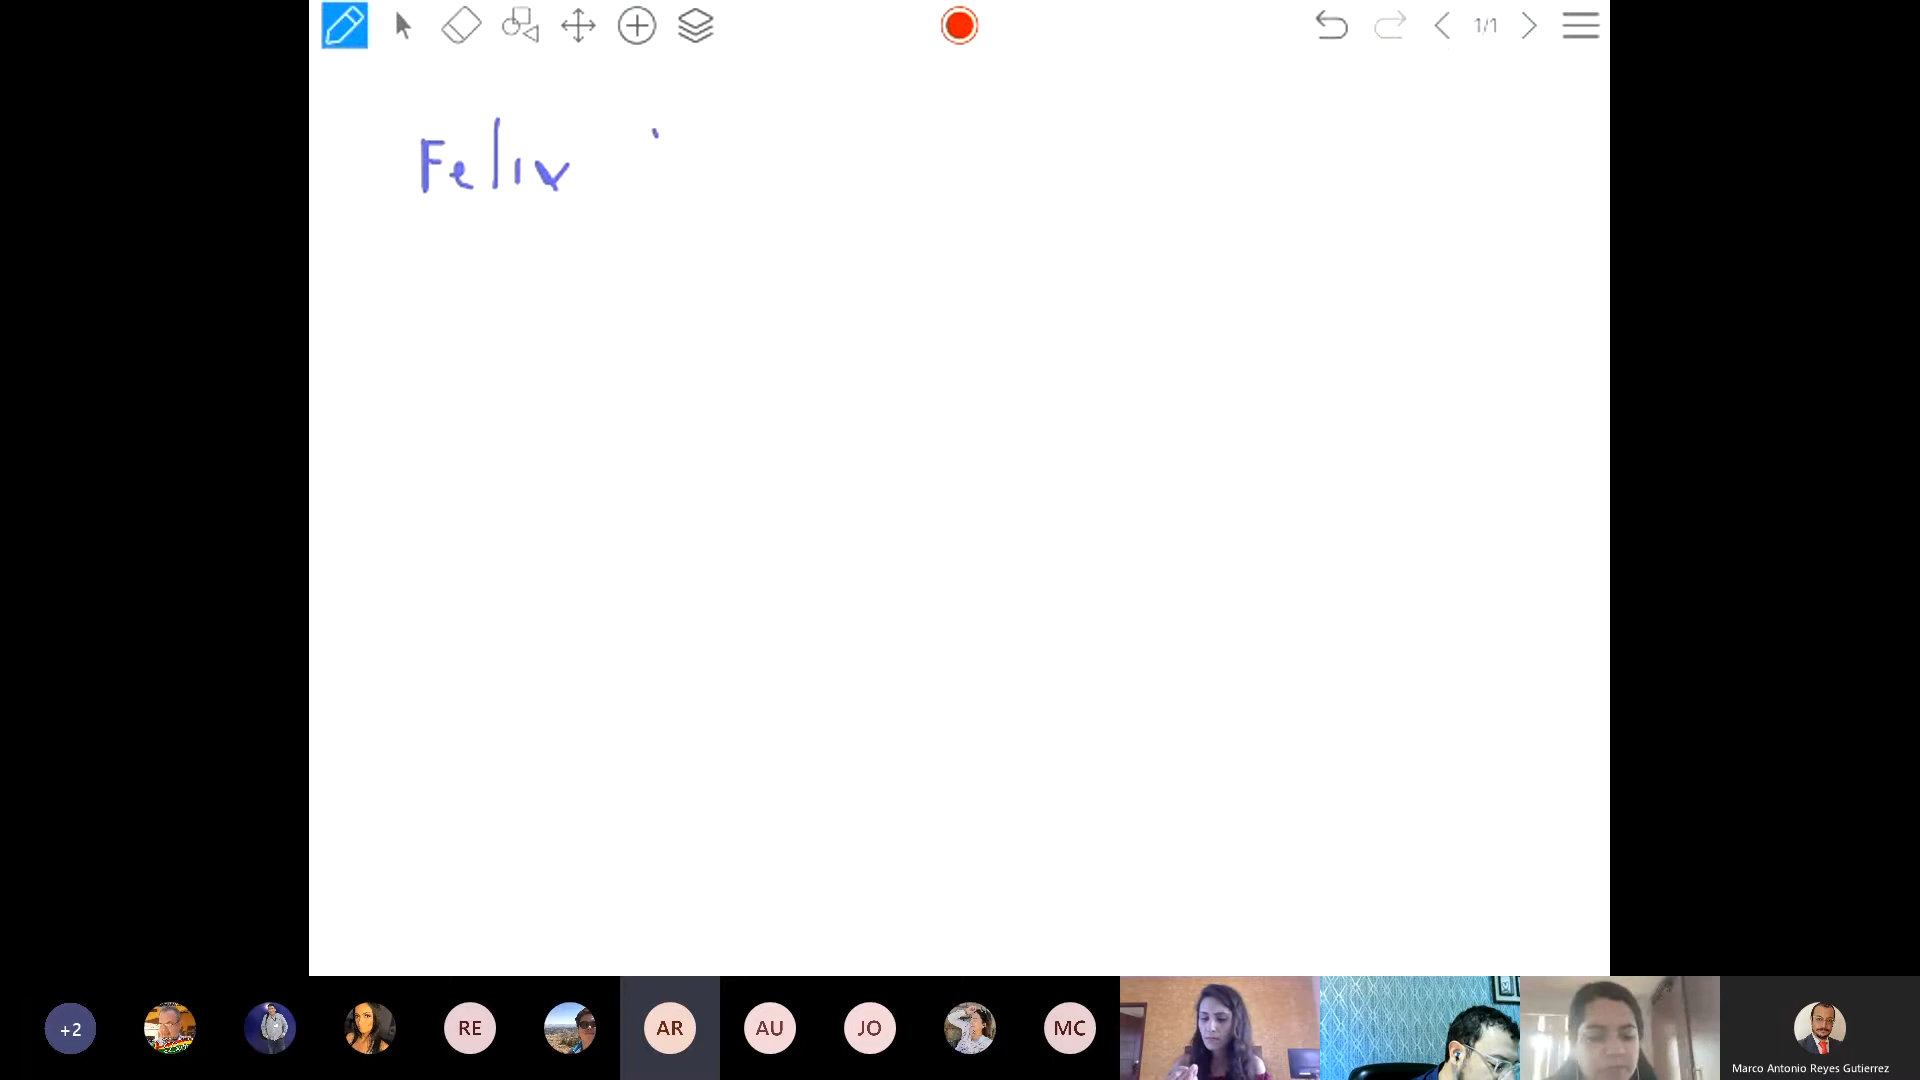 1/1
Felix
+2
RE
AR
AU
JO
MC
Marco Antonio Reyes Gutierrez